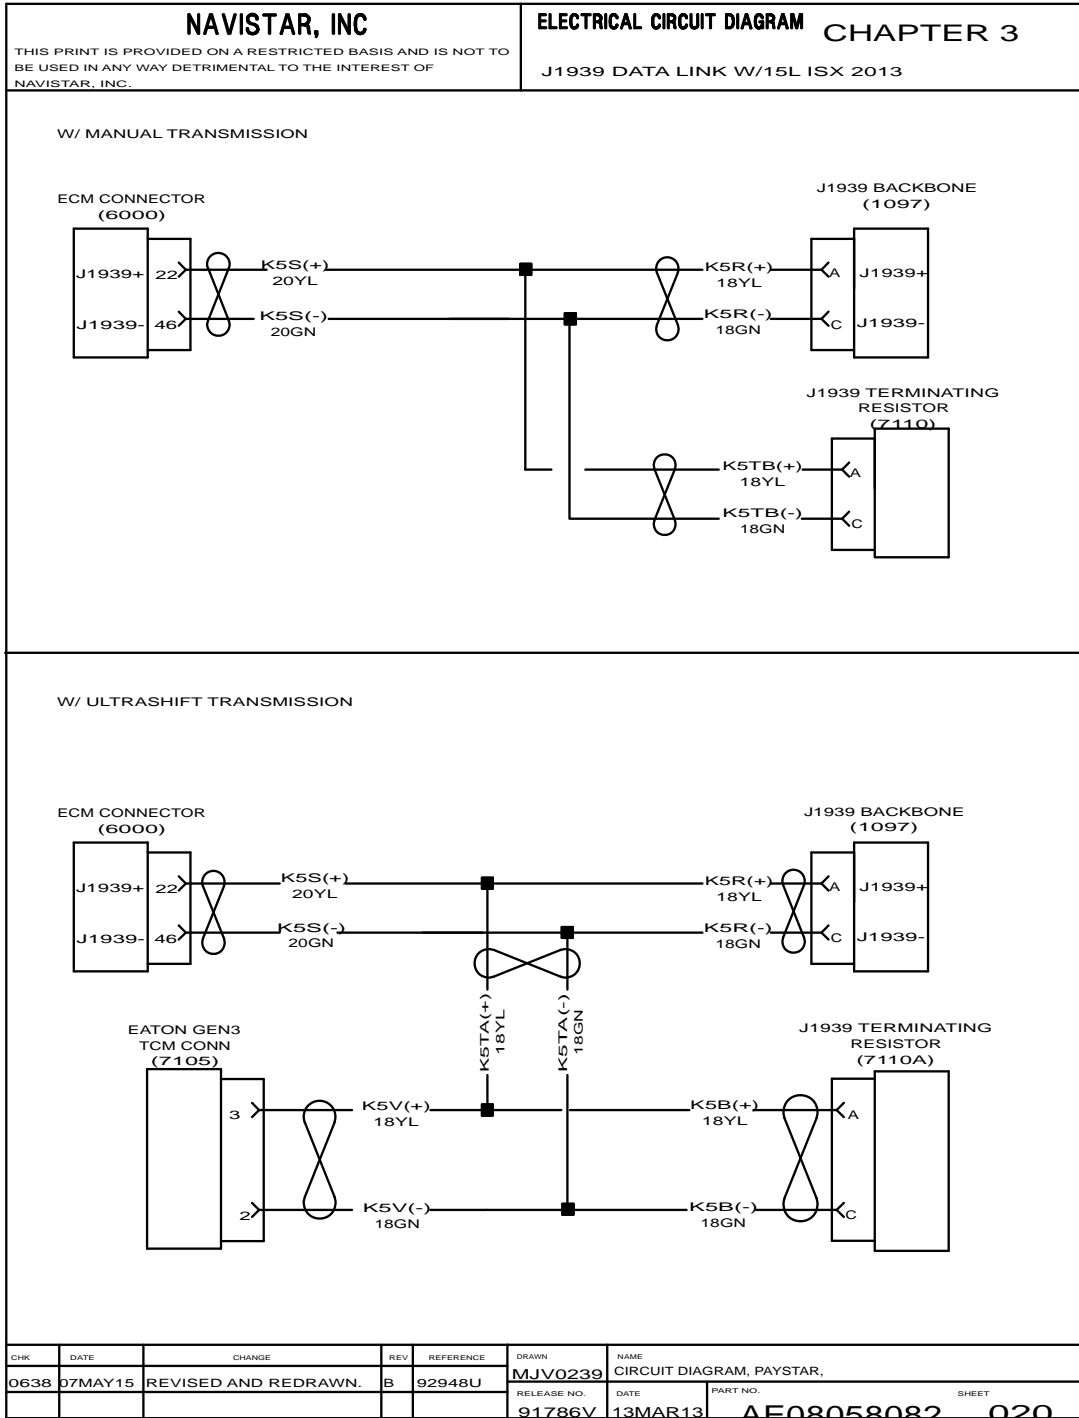 NAVISTAR, INC
THIS PRINT IS PROVIDED ON A RESTRICTED BASIS AND IS NOT TO
BE USED IN ANY WAY DETRIMENTAL TO THE INTEREST OF
NAVISTAR, INC.
ELECTRICAL CIRCUIT DIAGRAM
CHAPTER 3
J1939 DATA LINK W/15L ISX 2013
W/ MANUAL TRANSMISSION
ECM CONNECTOR
(6000)
J1939+
22
J1939-
46
K5S(+)
20YL
K5S(-)
20GN
K5R(+)
18YL
K5R(-)
18GN
J1939 BACKBONE
(1097)
A
J1939+
C
J1939-
J1939 TERMINATING
RESISTOR
(7110)
K5TB(+)
18YL
K5TB(-)
18GN
A
C
W/ ULTRASHIFT TRANSMISSION
ECM CONNECTOR
(6000)
J1939+
22
J1939-
46
K5S(+)
20YL
K5S(-)
20GN
K5R(+)
18YL
K5R(-)
18GN
J1939 BACKBONE
(1097)
A
J1939+
C
J1939-
K5TA(+)
18YL
K5TA(-)
18GN
EATON GEN3
TCM CONN
(7105)
3
2
K5V(+)
18YL
K5V(-)
18GN
K5B(+)
18YL
K5B(-)
18GN
J1939 TERMINATING
RESISTOR
(7110A)
A
C
CHK DATE CHANGE REV REFERENCE
0638 07MAY15 REVISED AND REDRAWN. B 92948U
DRAWN
MJV0239
NAME
CIRCUIT DIAGRAM, PAYSTAR,
RELEASE NO.
91786V
DATE
13MAR13
PART NO.
AE08058082
SHEET
020